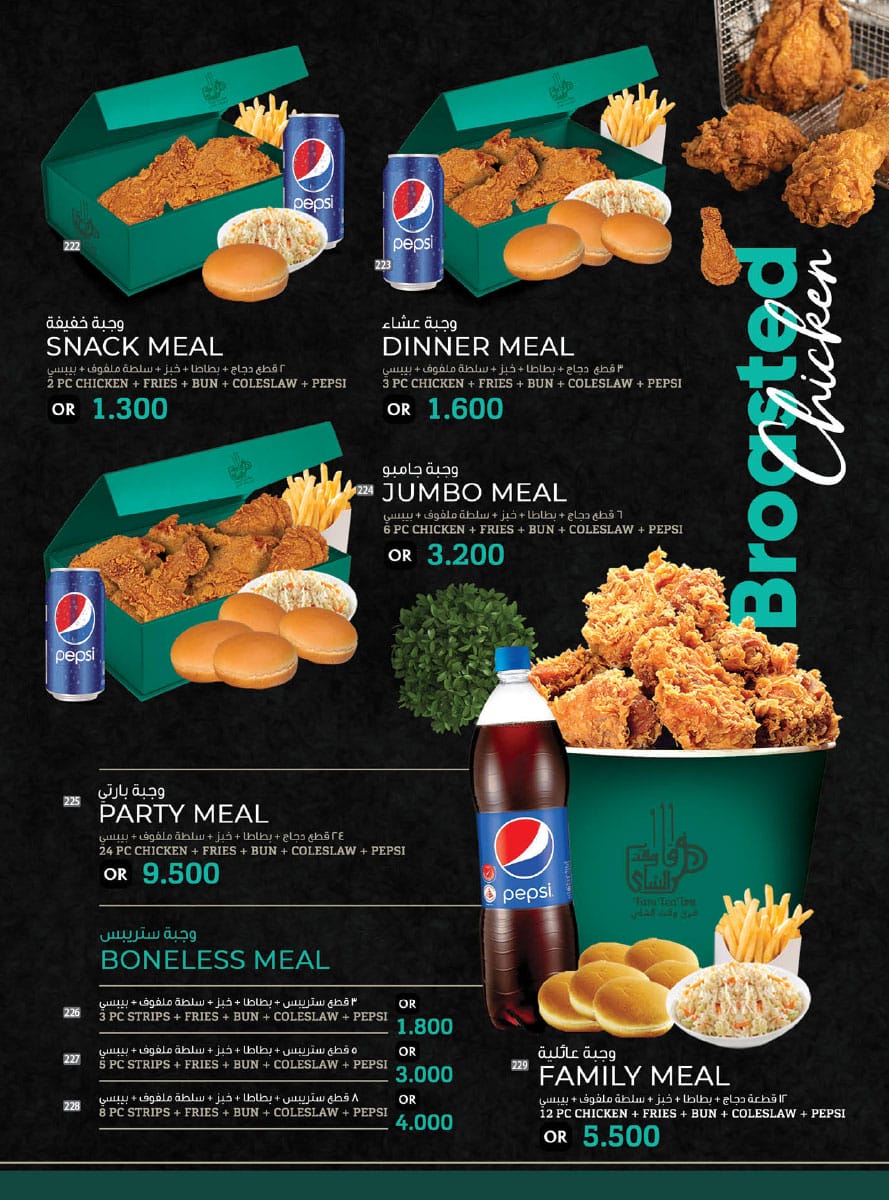 222
pepsi
وجبة خفيفة
SNACK MEAL
٢ قطع دجاج + بطاطا + خبز + سلطة ملفوف + بيبسي
2 PC CHICKEN + FRIES + BUN + COLESLAW + PEPSI
OR 1.300
223
pepsi
وجبة عشاء
DINNER MEAL
٣ قطع دجاج + بطاطا + خبز + سلطة ملفوف + بيبسي
3 PC CHICKEN + FRIES + BUN + COLESLAW + PEPSI
OR 1.600
Broasted
Chicken
pepsi
224
وجبة جامبو
JUMBO MEAL
٦ قطع دجاج + بطاطا + خبز + سلطة ملفوف + بيبسي
6 PC CHICKEN + FRIES + BUN + COLESLAW + PEPSI
OR 3.200
225
وجبة بارتي
PARTY MEAL
٢٤ قطع دجاج + بطاطا + خبز + سلطة ملفوف + بيبسي
24 PC CHICKEN + FRIES + BUN + COLESLAW + PEPSI
OR 9.500
وجبة ستريبس
BONELESS MEAL
226
٣ قطع ستريبس + بطاطا + خبز + سلطة ملفوف + بيبسي
3 PC STRIPS + FRIES + BUN + COLESLAW + PEPSI
OR 1.800
227
٥ قطع ستريبس + بطاطا + خبز + سلطة ملفوف + بيبسي
5 PC STRIPS + FRIES + BUN + COLESLAW + PEPSI
OR 3.000
228
٨ قطع ستريبس + بطاطا + خبز + سلطة ملفوف + بيبسي
8 PC STRIPS + FRIES + BUN + COLESLAW + PEPSI
OR 4.000
pepsi
229
وجبة عائلية
FAMILY MEAL
١٢ قطعة دجاج + بطاطا + خبز + سلطة ملفوف + بيبسي
12 PC CHICKEN + FRIES + BUN + COLESLAW + PEPSI
OR 5.500